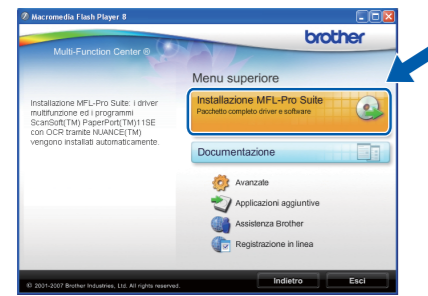 Macromedia Flash Player 8
brother
Multi-Function Center ®
Menu superiore
Installazione MFL-Pro Suite: i driver
multifunzione ed i programmi
ScanSoft(TM) PaperPort(TM)11SE
con OCR tramite NUANCE(TM)
vengono installati automaticamente.
Installazione MFL-Pro Suite
Pacchetto completo driver e software
Documentazione
Avanzate
Applicazioni aggiuntive
Assistenza Brother
Registrazione in linea
© 2001-2007 Brother Industries, Ltd. All rights reserved.
Indietro
Esci